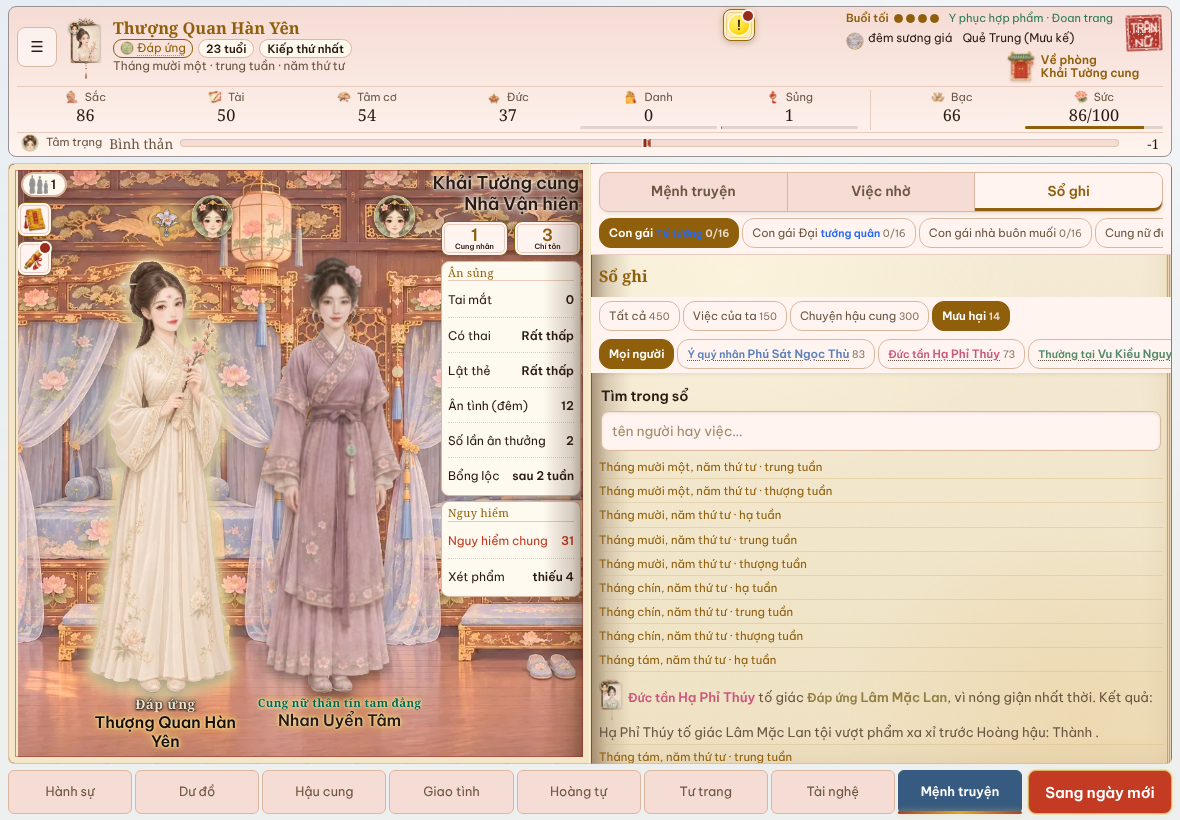 Thượng Quan Hàn Yên
Đáp ứng
23 tuổi
Kiếp thứ nhất
Tháng mười một · trung tuần · năm thứ tư
!
Buổi tối
Y phục hợp phẩm · Đoan trang
đêm sương giá Quẻ Trung (Mưu kế)
Về phòng
Khải Tường cung
Sắc
86
Tài
50
Tâm cơ
54
Đức
37
Danh
0
Sủng
1
Bạc
66
Sức
86/100
Tâm trạng Bình thản
-1
1
Khải Tường cung
Nhã Vận hiên
1
Cung nhân
3
Chí tôn
Ân sủng
Tai mắt 0
Có thai Rất thấp
Lật thẻ Rất thấp
Ân tình (đêm) 12
Số lần ân thưởng 2
Bổng lộc sau 2 tuần
Nguy hiểm
Nguy hiểm chung 31
Xét phẩm thiếu 4
Đáp ứng
Thượng Quan Hàn
Yên
Cung nữ thân tín tam đẳng
Nhan Uyển Tâm
Mệnh truyện
Việc nhờ
Sổ ghi
Con gái Tể tướng 0/16
Con gái Đại tướng quân 0/16
Con gái nhà buôn muối 0/16
Cung nữ
Sổ ghi
Tất cả 450
Việc của ta 150
Chuyện hậu cung 300
Mưu hại 14
Mọi người
Ý quý nhân Phú Sát Ngọc Thù 83
Đức tần Hạ Phỉ Thúy 73
Thường tại Vu Kiều Nguy
Tìm trong sổ
tên người hay việc...
Tháng mười một, năm thứ tư · trung tuần
Tháng mười một, năm thứ tư · thượng tuần
Tháng mười, năm thứ tư · hạ tuần
Tháng mười, năm thứ tư · trung tuần
Tháng mười, năm thứ tư · thượng tuần
Tháng chín, năm thứ tư · hạ tuần
Tháng chín, năm thứ tư · trung tuần
Tháng chín, năm thứ tư · thượng tuần
Tháng tám, năm thứ tư · hạ tuần
Đức tần Hạ Phỉ Thúy tố giác Đáp ứng Lâm Mặc Lan, vì nóng giận nhất thời. Kết quả:
Hạ Phỉ Thúy tố giác Lâm Mặc Lan tội vượt phẩm xa xỉ trước Hoàng hậu: Thành .
Tháng tám, năm thứ tư · trung tuần
Hành sự
Dư đồ
Hậu cung
Giao tình
Hoàng tự
Tư trang
Tài nghệ
Mệnh truyện
Sang ngày mới